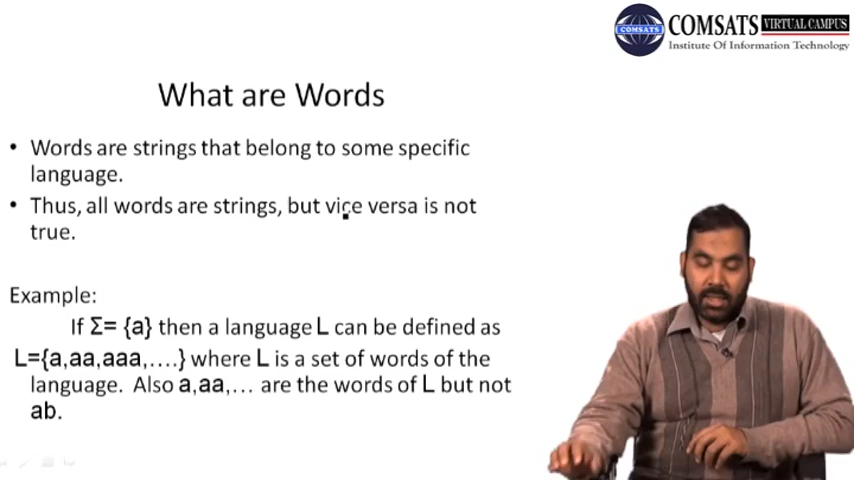 COMSATS VIRTUAL CAMPUS
COMSATS
Institute Of Information Technology
What are Words
• Words are strings that belong to some specific
language.
• Thus, all words are strings, but vice versa is not
true.
Example:
If Σ= {a} then a language L can be defined as
L={a,aa,aaa,....} where L is a set of words of the
language. Also a,aa,... are the words of L but not
ab.